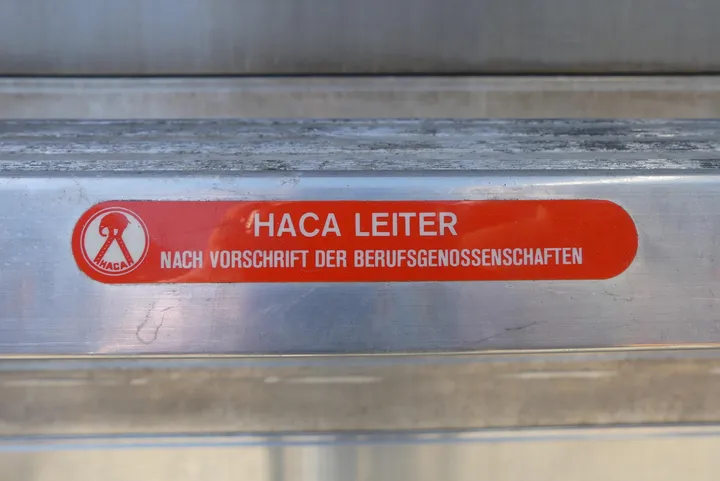 HACA LEITER
NACH VORSCHRIFT DER BERUFSGENOSSENSCHAFTEN
HACA